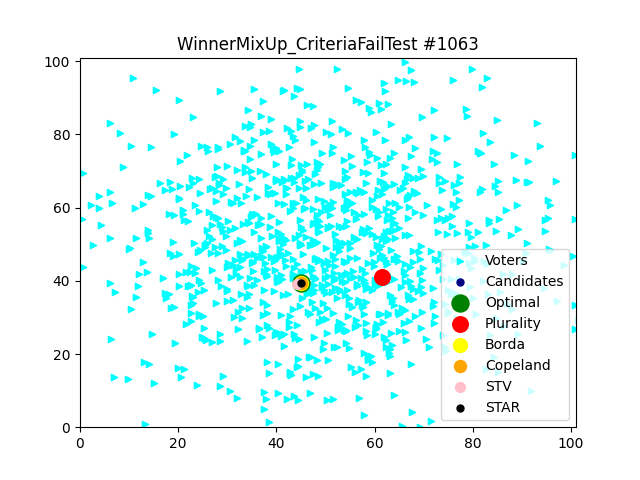 WinnerMixUp_CriteriaFailTest #1063
100
80
60
40
20
0
0
20
40
60
80
100
Voters
Candidates
Optimal
Plurality
Borda
Copeland
STV
STAR